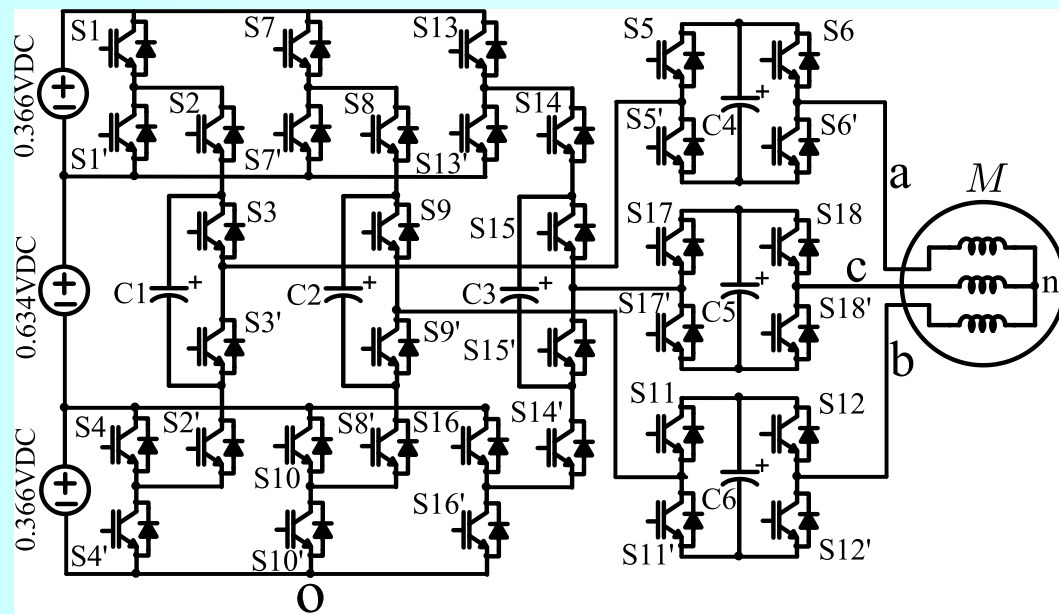 S1
S7
S13
S5
S6
0.366VDC
S2
S8
S14
C4
S1'
S7'
S13'
S5'
S6'
a
M
S3
S9
S15
S17
S18
0.634VDC
C1
C2
C3
c
n
S17'
C5
S18'
S3'
S9'
S15'
b
S4
S2'
S8'
S16
S14'
S11
S12
0.366VDC
S10
C6
S4'
S10'
S16'
S11'
S12'
o